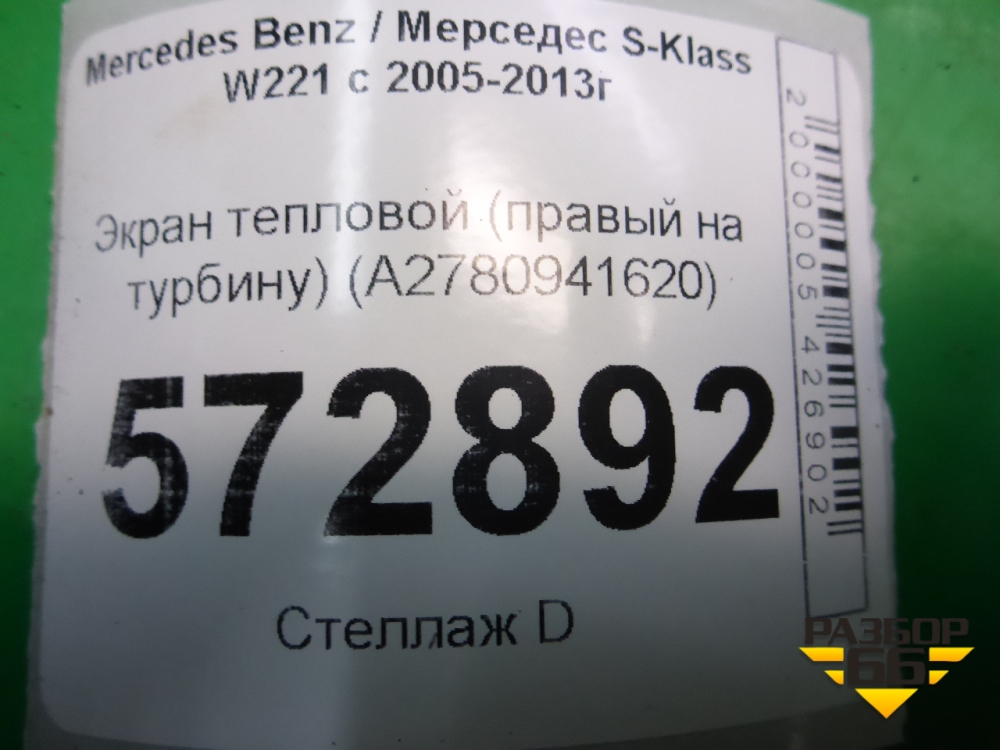 Mercedes Benz / Мерседес S-Klass
W221 с 2005-2013г
Экран тепловой (правый на
турбину) (A2780941620)
572892
Стеллаж D
2000005426902
РАЗБОР
66